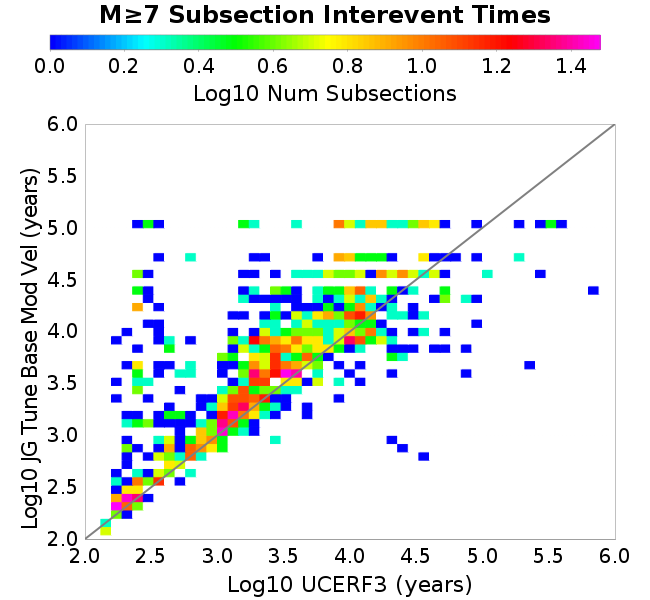 M≥7 Subsection Interevent Times
0.0 0.2 0.4 0.6 0.8 1.0 1.2 1.4
Log10 Num Subsections
6.0
5.5
5.0
4.5
4.0
3.5
3.0
2.5
2.0
Log10 JG Tune Base Mod Vel (years)
2.0 2.5 3.0 3.5 4.0 4.5 5.0 5.5 6.0
Log10 UCERF3 (years)